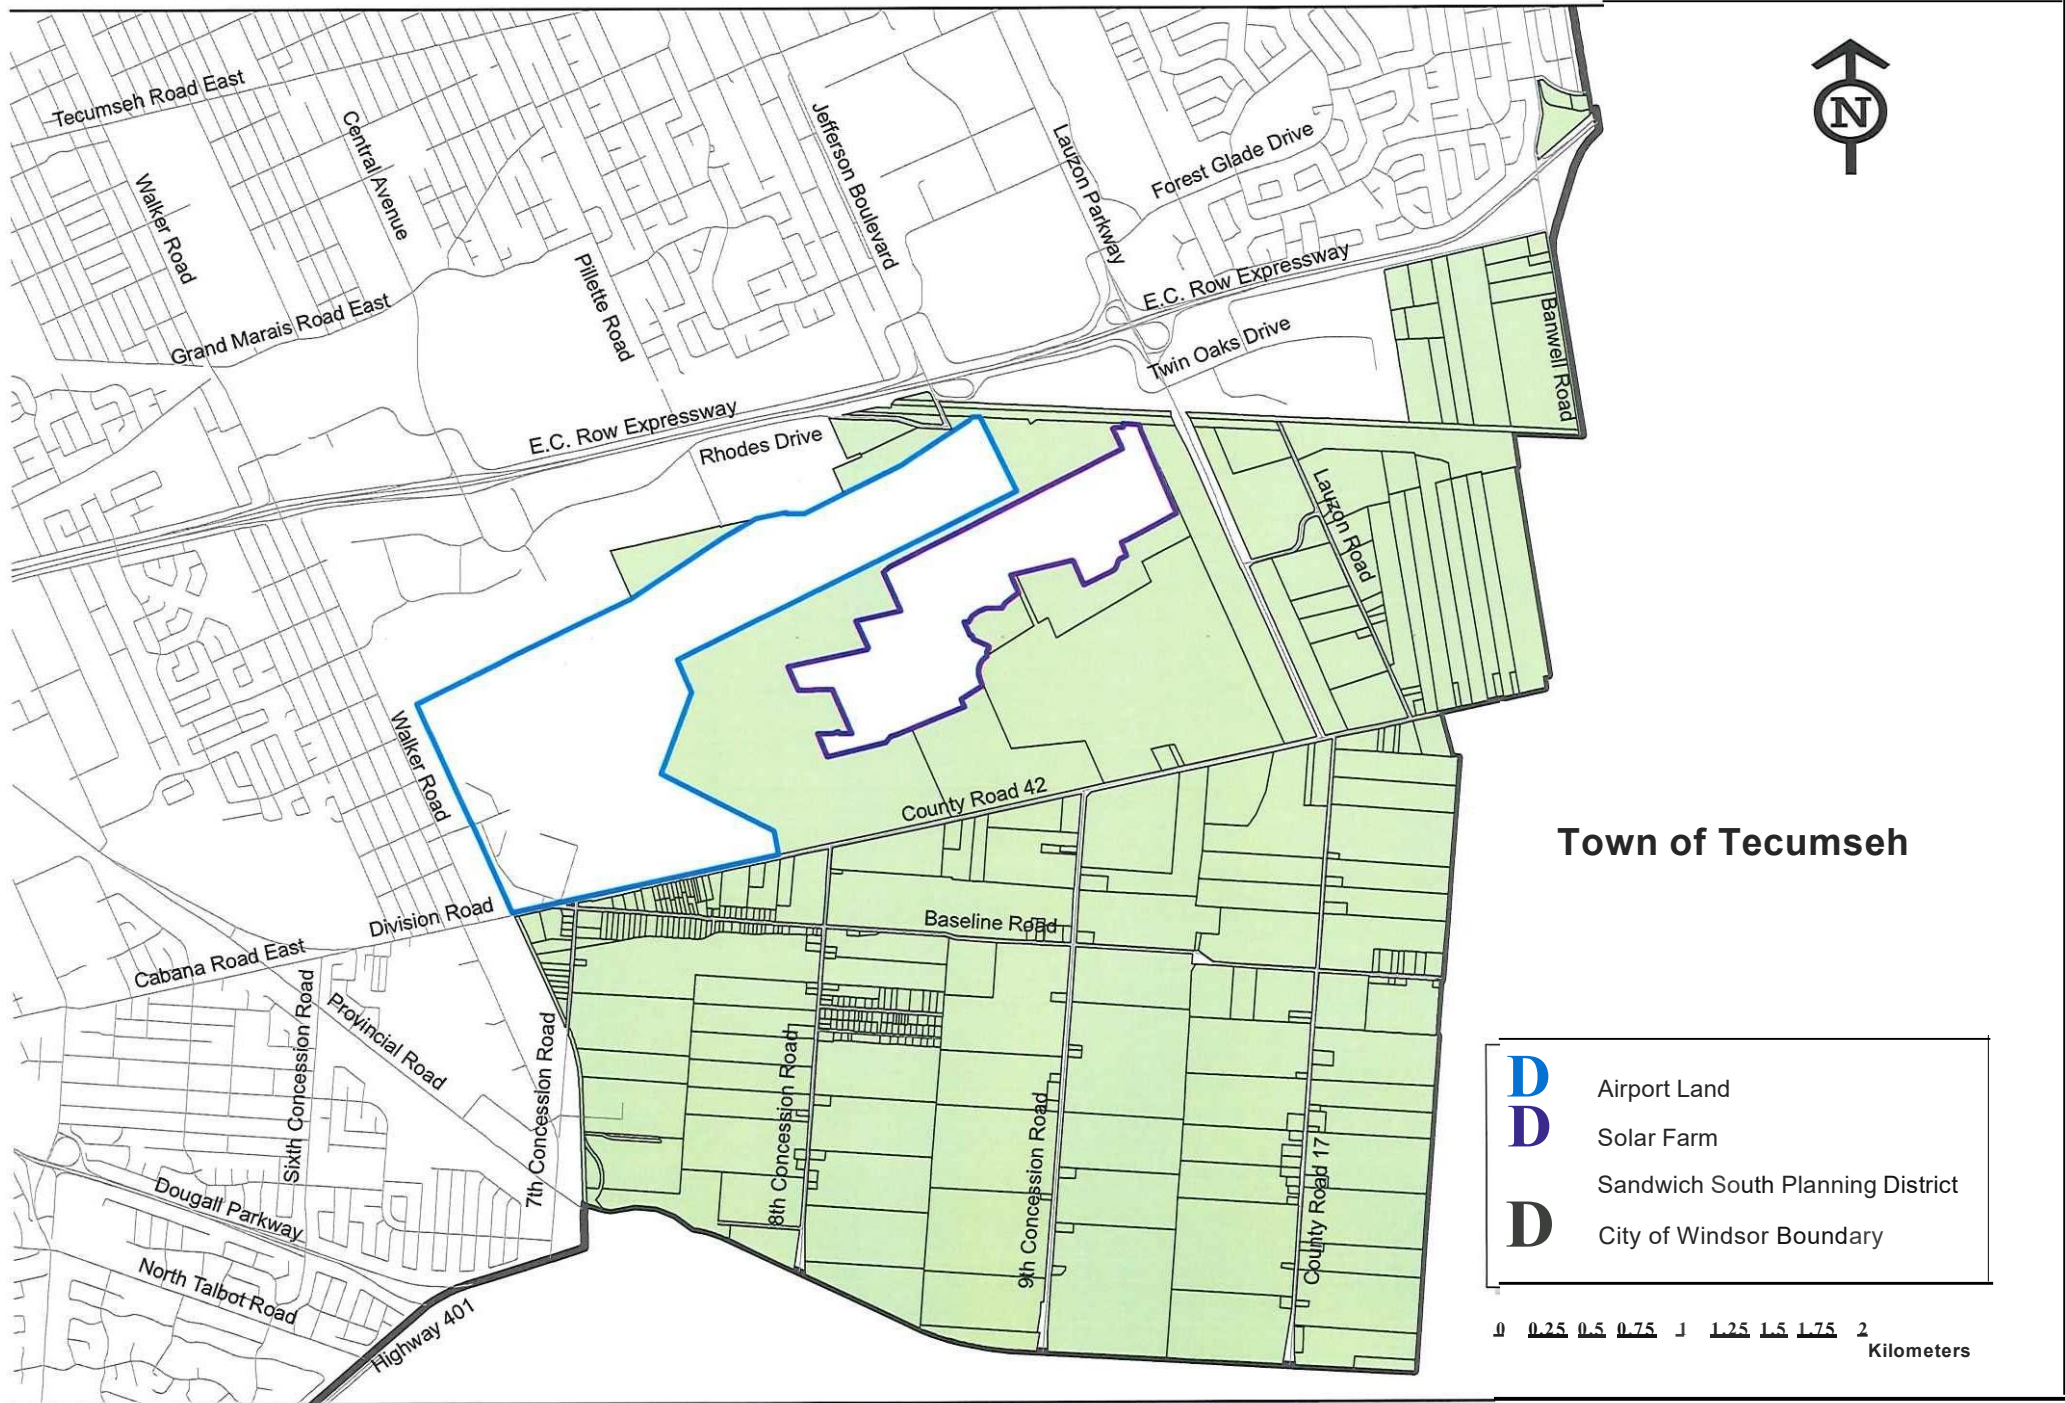 Tecumseh Road East
Central Avenue
Walker Road
Jefferson Boulevard
Lauzon Parkway
Forest Glade Drive
N
Pillette Road
Grand Marais Road East
E.C. Row Expressway
Twin Oaks Drive
Banwell Road
E.C. Row Expressway
Rhodes Drive
Lauzon Road
Walker Road
County Road 42
Town of Tecumseh
Division Road
Baseline Road
Cabana Road East
Sixth Concession Road
Provincial Road
7th Concession Road
8th Concession Road
9th Concession Road
County Road 17
Dougall Parkway
North Talbot Road
Highway 401
D Airport Land
D Solar Farm
Sandwich South Planning District
D City of Windsor Boundary
0 0.25 0.5 0.75 1 1.25 1.5 1.75 2
Kilometers